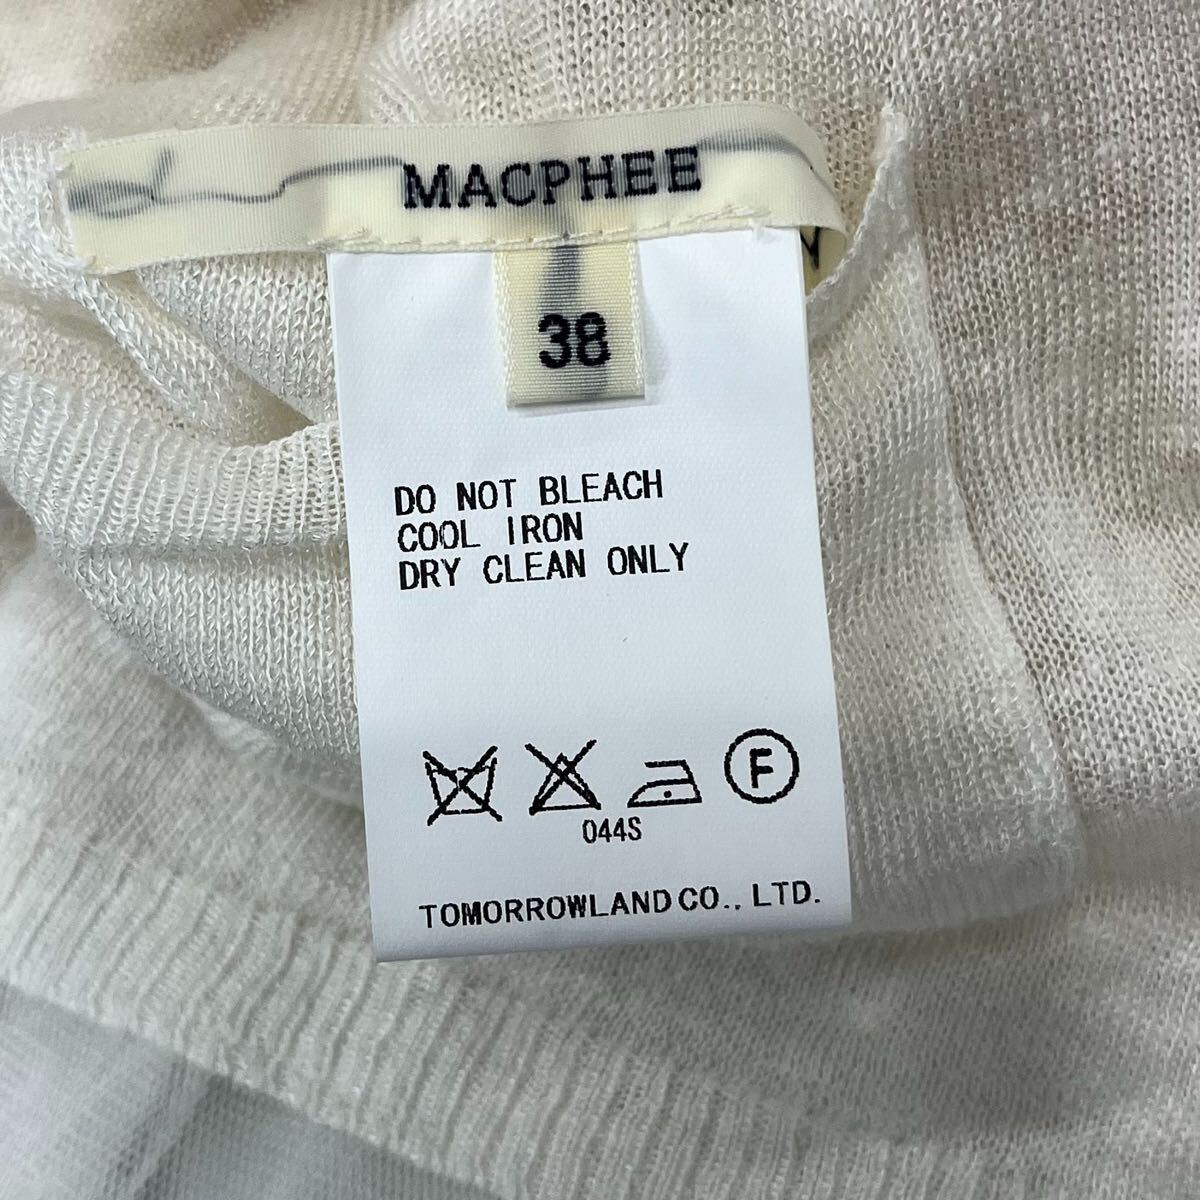 MACPHEE
38
DO NOT BLEACH
COOL IRON
DRY CLEAN ONLY
F
044S
TOMORROWLAND CO., LTD.